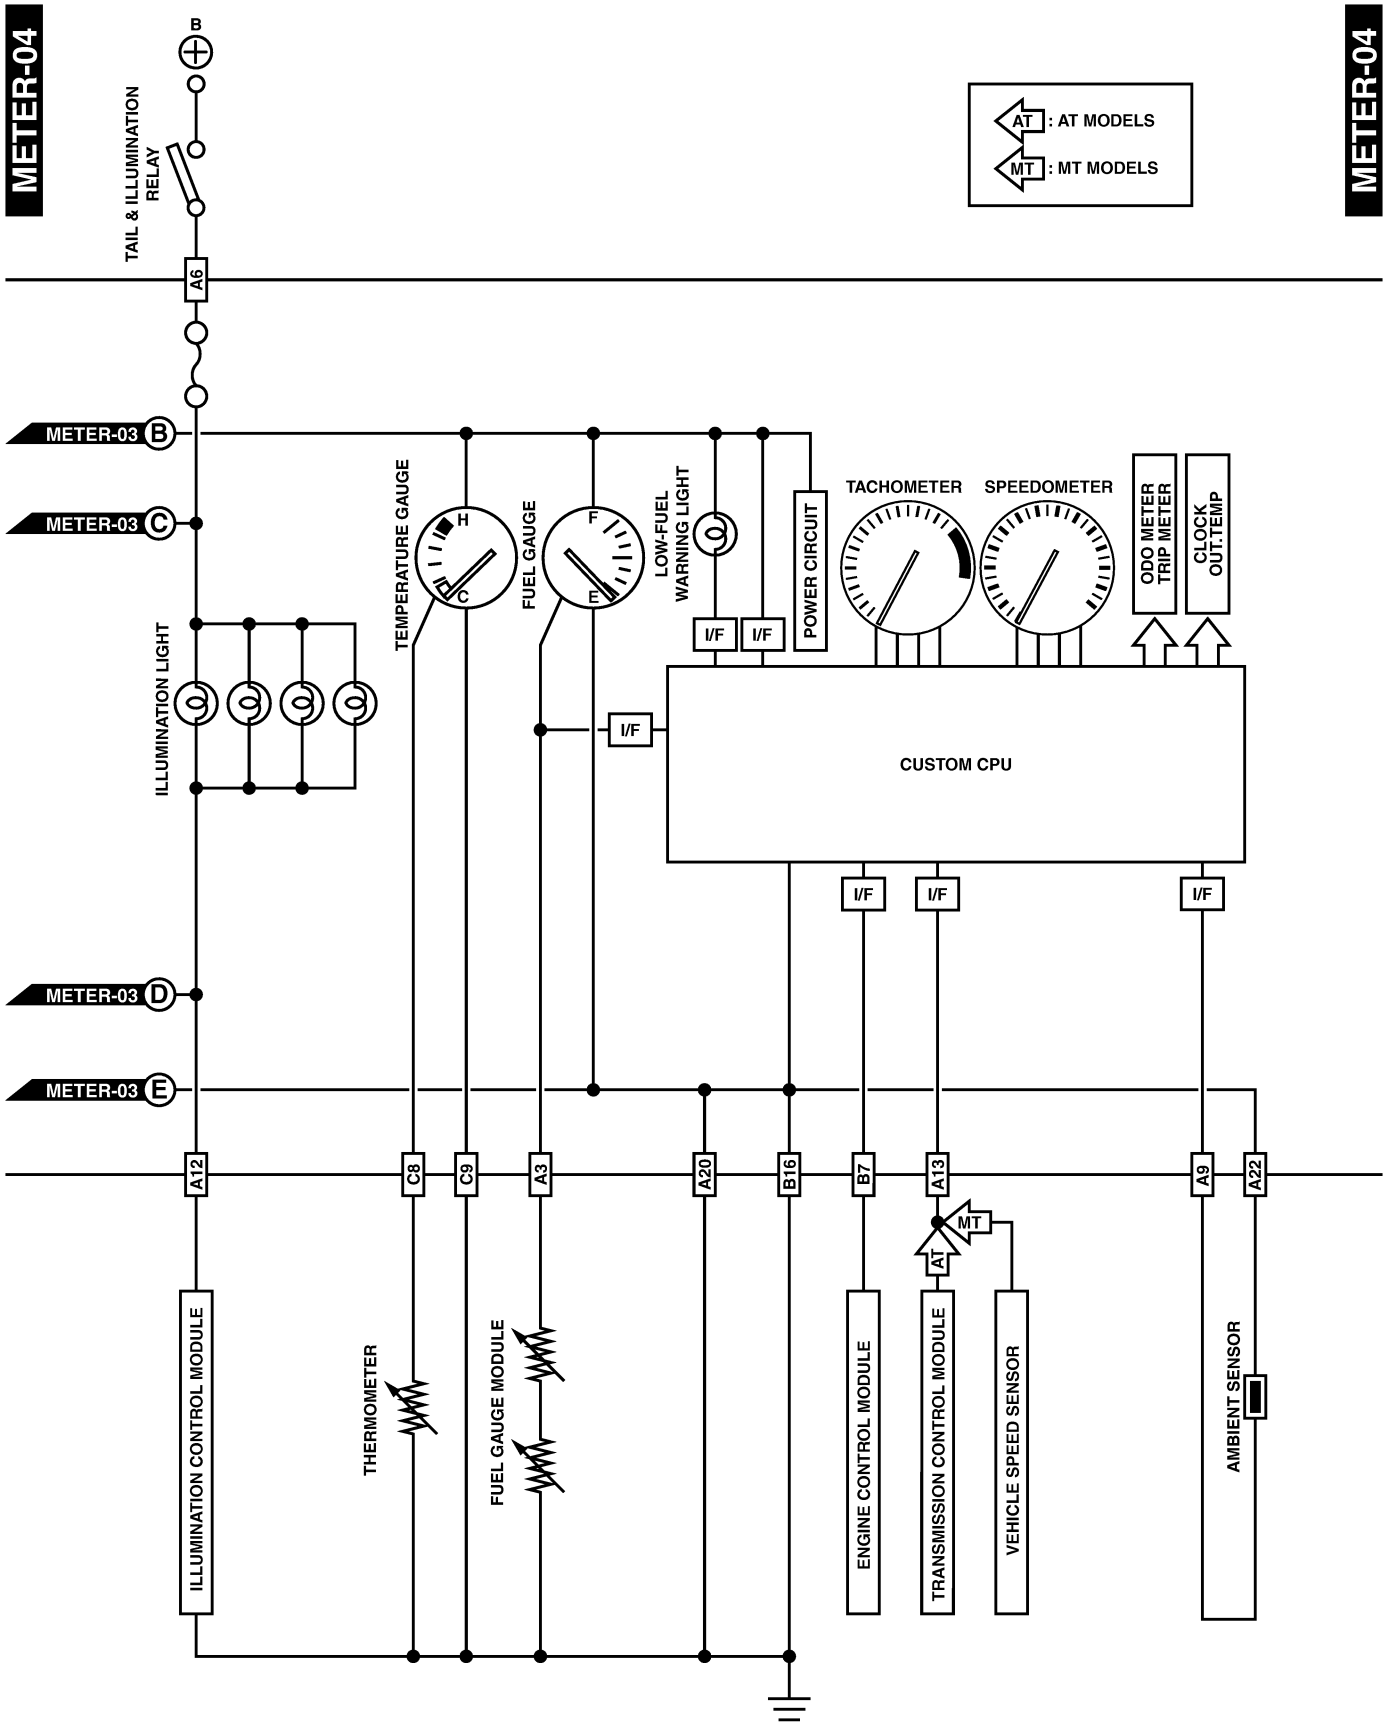 METER-04
METER-04
B
TAIL & ILLUMINATION
RELAY
AT : AT MODELS
MT : MT MODELS
A6
METER-03 B
METER-03 C
TEMPERATURE GAUGE
H
C
FUEL GAUGE
F
E
LOW-FUEL
WARNING LIGHT
POWER CIRCUIT
TACHOMETER
SPEEDOMETER
ODO METER
TRIP METER
CLOCK
OUT.TEMP
I/F
I/F
ILLUMINATION LIGHT
I/F
CUSTOM CPU
I/F
I/F
I/F
METER-03 D
METER-03 E
A12
C8
C9
A3
A20
B16
B7
A13
A9
A22
MT
AT
ILLUMINATION CONTROL MODULE
THERMOMETER
FUEL GAUGE MODULE
ENGINE CONTROL MODULE
TRANSMISSION CONTROL MODULE
VEHICLE SPEED SENSOR
AMBIENT SENSOR